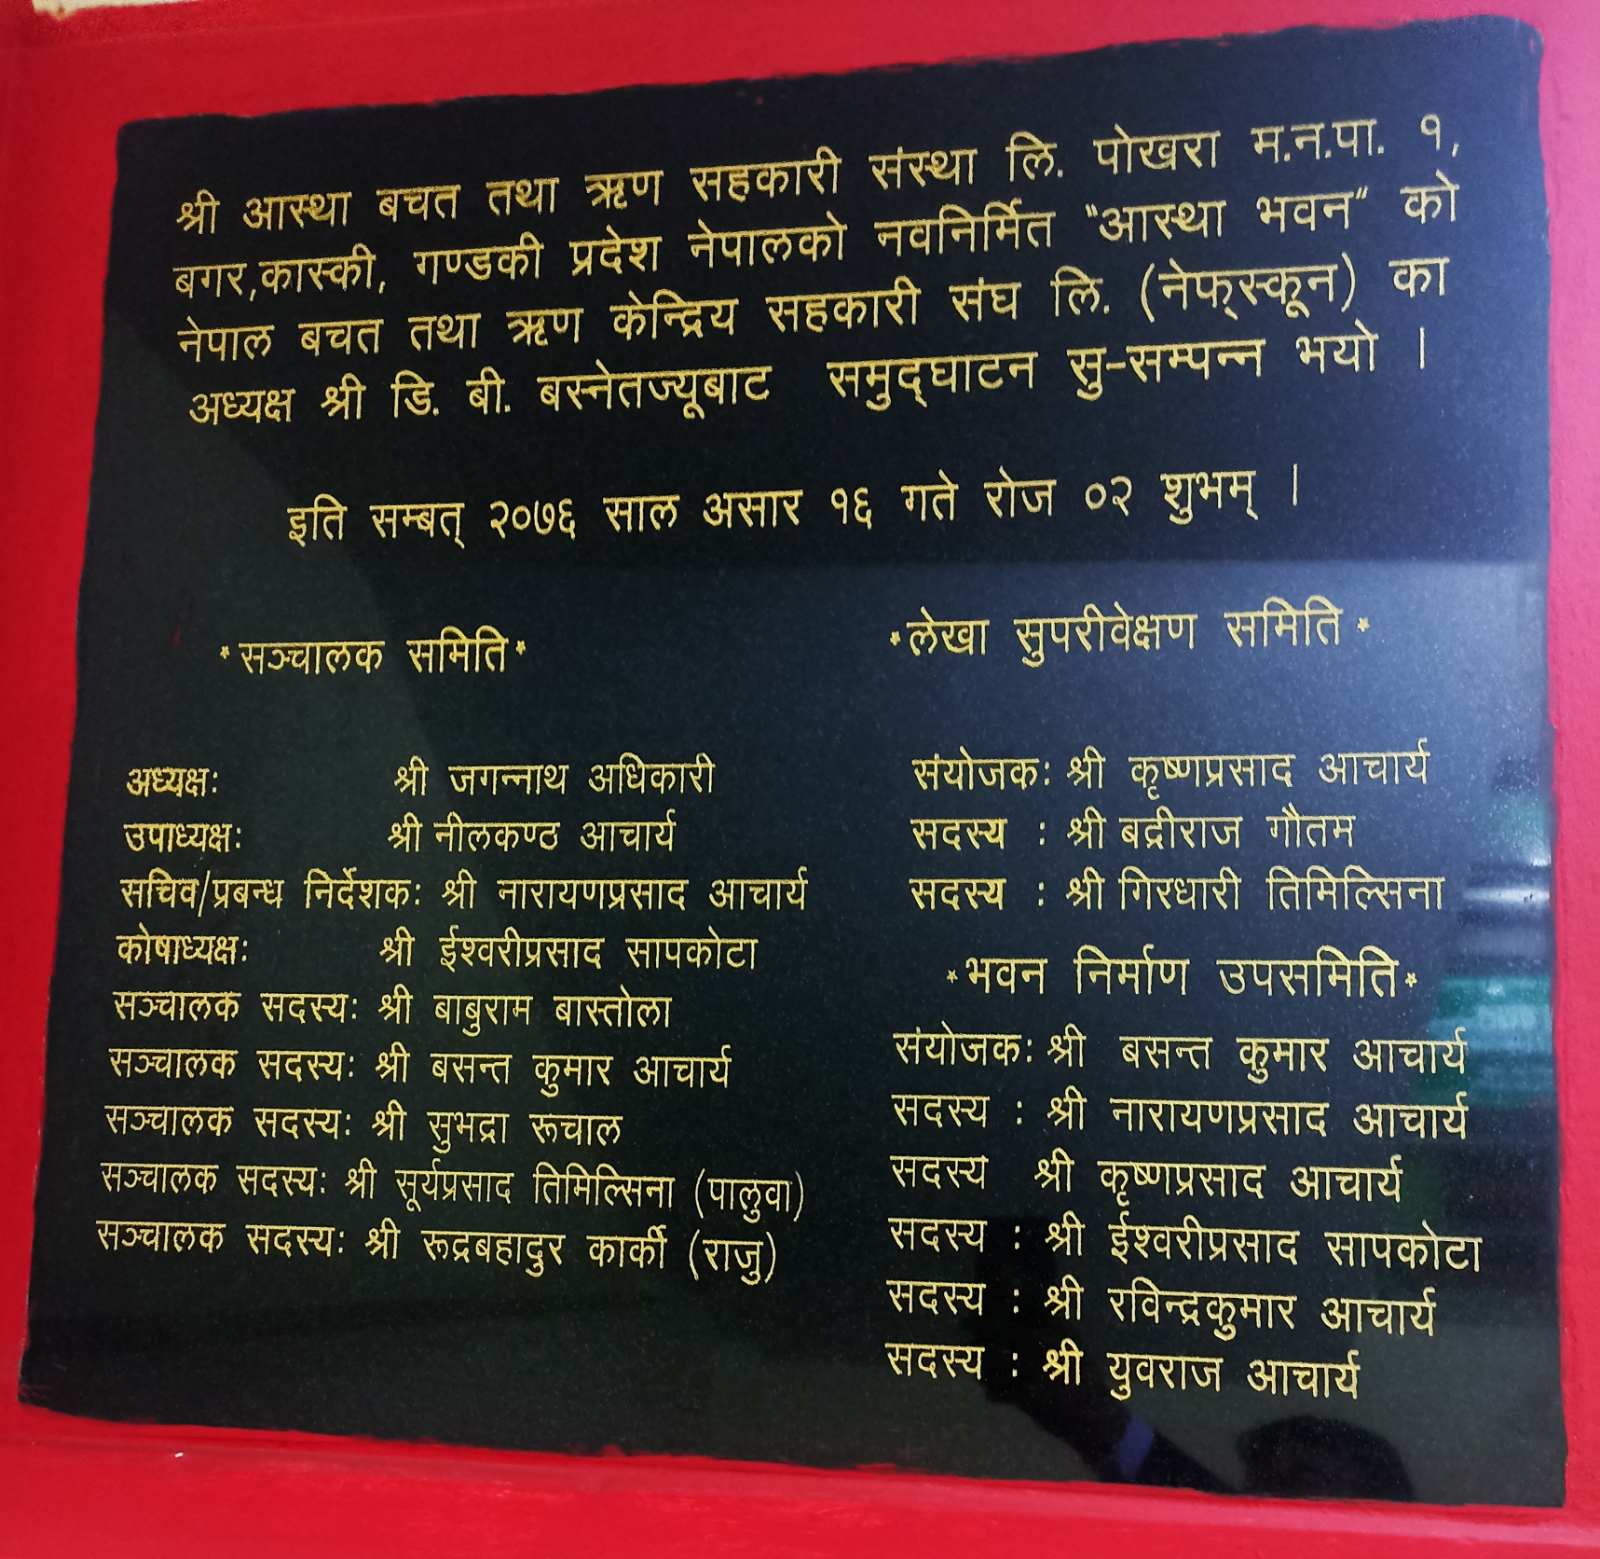 श्री आस्था बचत तथा ऋण सहकारी संस्था लि. पोखरा म.न.पा. १,
बगर,कास्की, गण्डकी प्रदेश नेपालको नवनिर्मित "आस्था भवन" को
नेपाल बचत तथा ऋण केन्द्रिय सहकारी संघ लि. (नेफ्स्कून) का
अध्यक्ष श्री डि. बी. बस्नेतज्यूबाट समुद्घाटन सु-सम्पन्न भयो ।
इति सम्बत् २०७६ साल असार १६ गते रोज ०२ शुभम् ।
*सञ्चालक समिति*
अध्यक्षः श्री जगन्नाथ अधिकारी
उपाध्यक्षः श्री नीलकण्ठ आचार्य
सचिव/प्रबन्ध निर्देशकः श्री नारायणप्रसाद आचार्य
कोषाध्यक्षः श्री ईश्वरीप्रसाद सापकोटा
सञ्चालक सदस्यः श्री बाबुराम बास्तोला
सञ्चालक सदस्यः श्री बसन्त कुमार आचार्य
सञ्चालक सदस्यः श्री सुभद्रा रूचाल
सञ्चालक सदस्यः श्री सूर्यप्रसाद तिमिल्सिना (पालुवा)
सञ्चालक सदस्यः श्री रूद्रबहादुर कार्की (राजु)
*लेखा सुपरीवेक्षण समिति*
संयोजकः श्री कृष्णप्रसाद आचार्य
सदस्य : श्री बद्रीराज गौतम
सदस्य : श्री गिरधारी तिमिल्सिना
*भवन निर्माण उपसमिति*
संयोजकः श्री बसन्त कुमार आचार्य
सदस्य : श्री नारायणप्रसाद आचार्य
सदस्य श्री कृष्णप्रसाद आचार्य
सदस्य : श्री ईश्वरीप्रसाद सापकोटा
सदस्य : श्री रविन्द्रकुमार आचार्य
सदस्य : श्री युवराज आचार्य